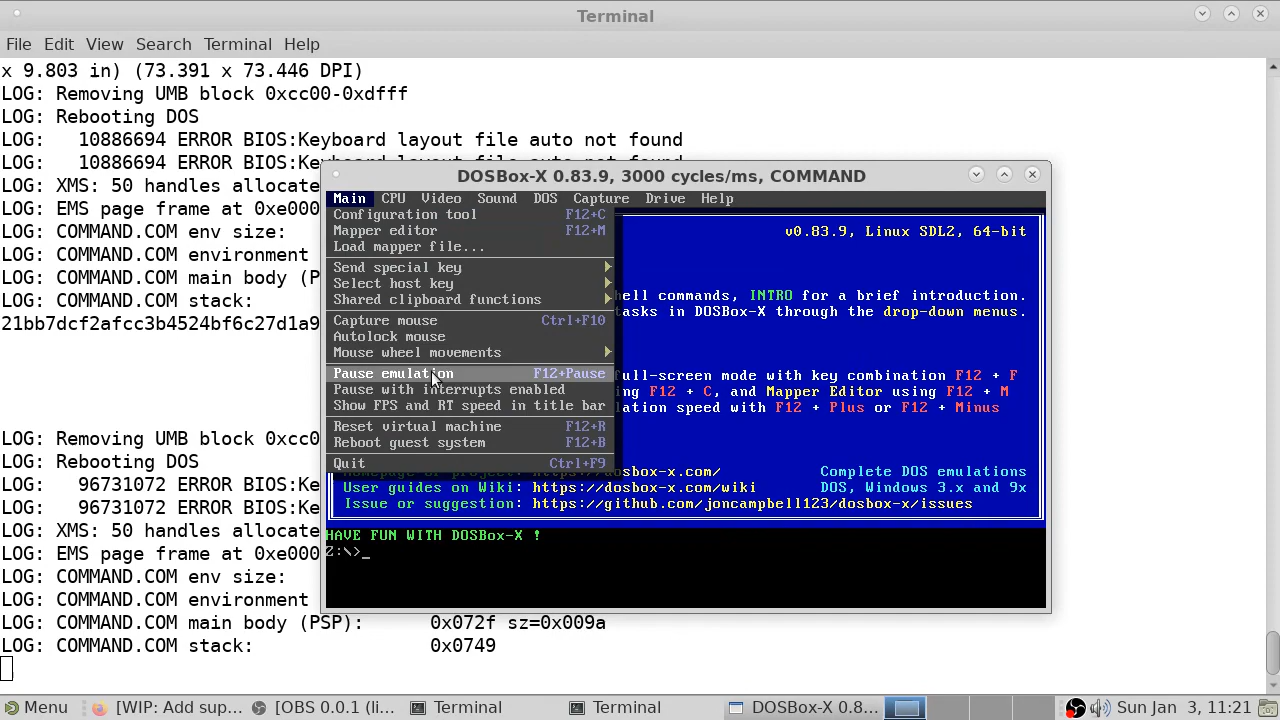 Terminal
File Edit View Search Terminal Help
x 9.803 in) (73.391 x 73.446 DPI)
LOG: Removing UMB block 0xcc00-0xdfff
LOG: Rebooting DOS
LOG:   10886694 ERROR BIOS:Keyboard layout file auto not found
LOG:   10886694 ERROR BIOS:Keyboard layout file auto not found
LOG: XMS: 50 handles allocate
LOG: EMS page frame at 0xe000
LOG: COMMAND.COM env size:
LOG: COMMAND.COM environment
LOG: COMMAND.COM main body (P
LOG: COMMAND.COM stack:
21bb7dcf2afcc3b4524bf6c27d1a9
LOG: Removing UMB block 0xcc0
LOG: Rebooting DOS
LOG:   96731072 ERROR BIOS:Ke
LOG:   96731072 ERROR BIOS:Ke
LOG: XMS: 50 handles allocate
LOG: EMS page frame at 0xe000
LOG: COMMAND.COM env size:
LOG: COMMAND.COM environment
LOG: COMMAND.COM main body (PSP):      0x072f sz=0x009a
LOG: COMMAND.COM stack:                0x0749
DOSBox-X 0.83.9, 3000 cycles/ms, COMMAND
Main CPU Video Sound DOS Capture Drive Help
Configuration tool F12+C
Mapper editor F12+M
Load mapper file...
Send special key
Select host key
Shared clipboard functions
Capture mouse Ctrl+F10
Autolock mouse
Mouse wheel movements
Pause emulation F12+Pause
Pause with interrupts enabled
Show FPS and RT speed in title bar
Reset virtual machine F12+R
Reboot guest system F12+B
Quit Ctrl+F9
v0.83.9, Linux SDL2, 64-bit
hell commands, INTRO for a brief introduction.
asks in DOSBox-X through the drop-down menus.
ull-screen mode with key combination F12 + F
ng F12 + C, and Mapper Editor using F12 + M
lation speed with F12 + Plus or F12 + Minus
Homepage of project: https://dosbox-x.com/ Complete DOS emulations
User guides on Wiki: https://dosbox-x.com/wiki DOS, Windows 3.x and 9x
Issue or suggestion: https://github.com/joncampbell123/dosbox-x/issues
HAVE FUN WITH DOSBox-X !
Z:\>_
Menu [WIP: Add sup... [OBS 0.0.1 (li... Terminal Terminal DOSBox-X 0.8... Sun Jan 3, 11:21